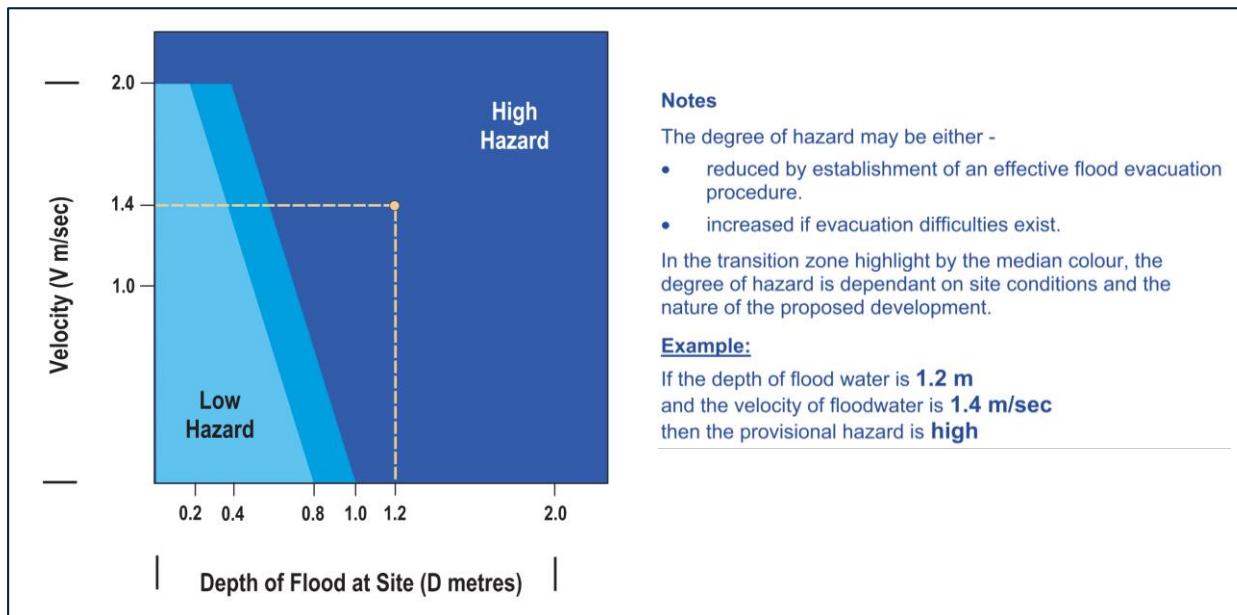 2.0
High
Hazard
1.4
1.0
Velocity (V m/sec)
Low
Hazard
0.2 0.4 0.8 1.0 1.2 2.0
Depth of Flood at Site (D metres)
Notes
The degree of hazard may be either -
• reduced by establishment of an effective flood evacuation
procedure.
• increased if evacuation difficulties exist.
In the transition zone highlight by the median colour, the
degree of hazard is dependant on site conditions and the
nature of the proposed development.
Example:
If the depth of flood water is 1.2 m
and the velocity of floodwater is 1.4 m/sec
then the provisional hazard is high